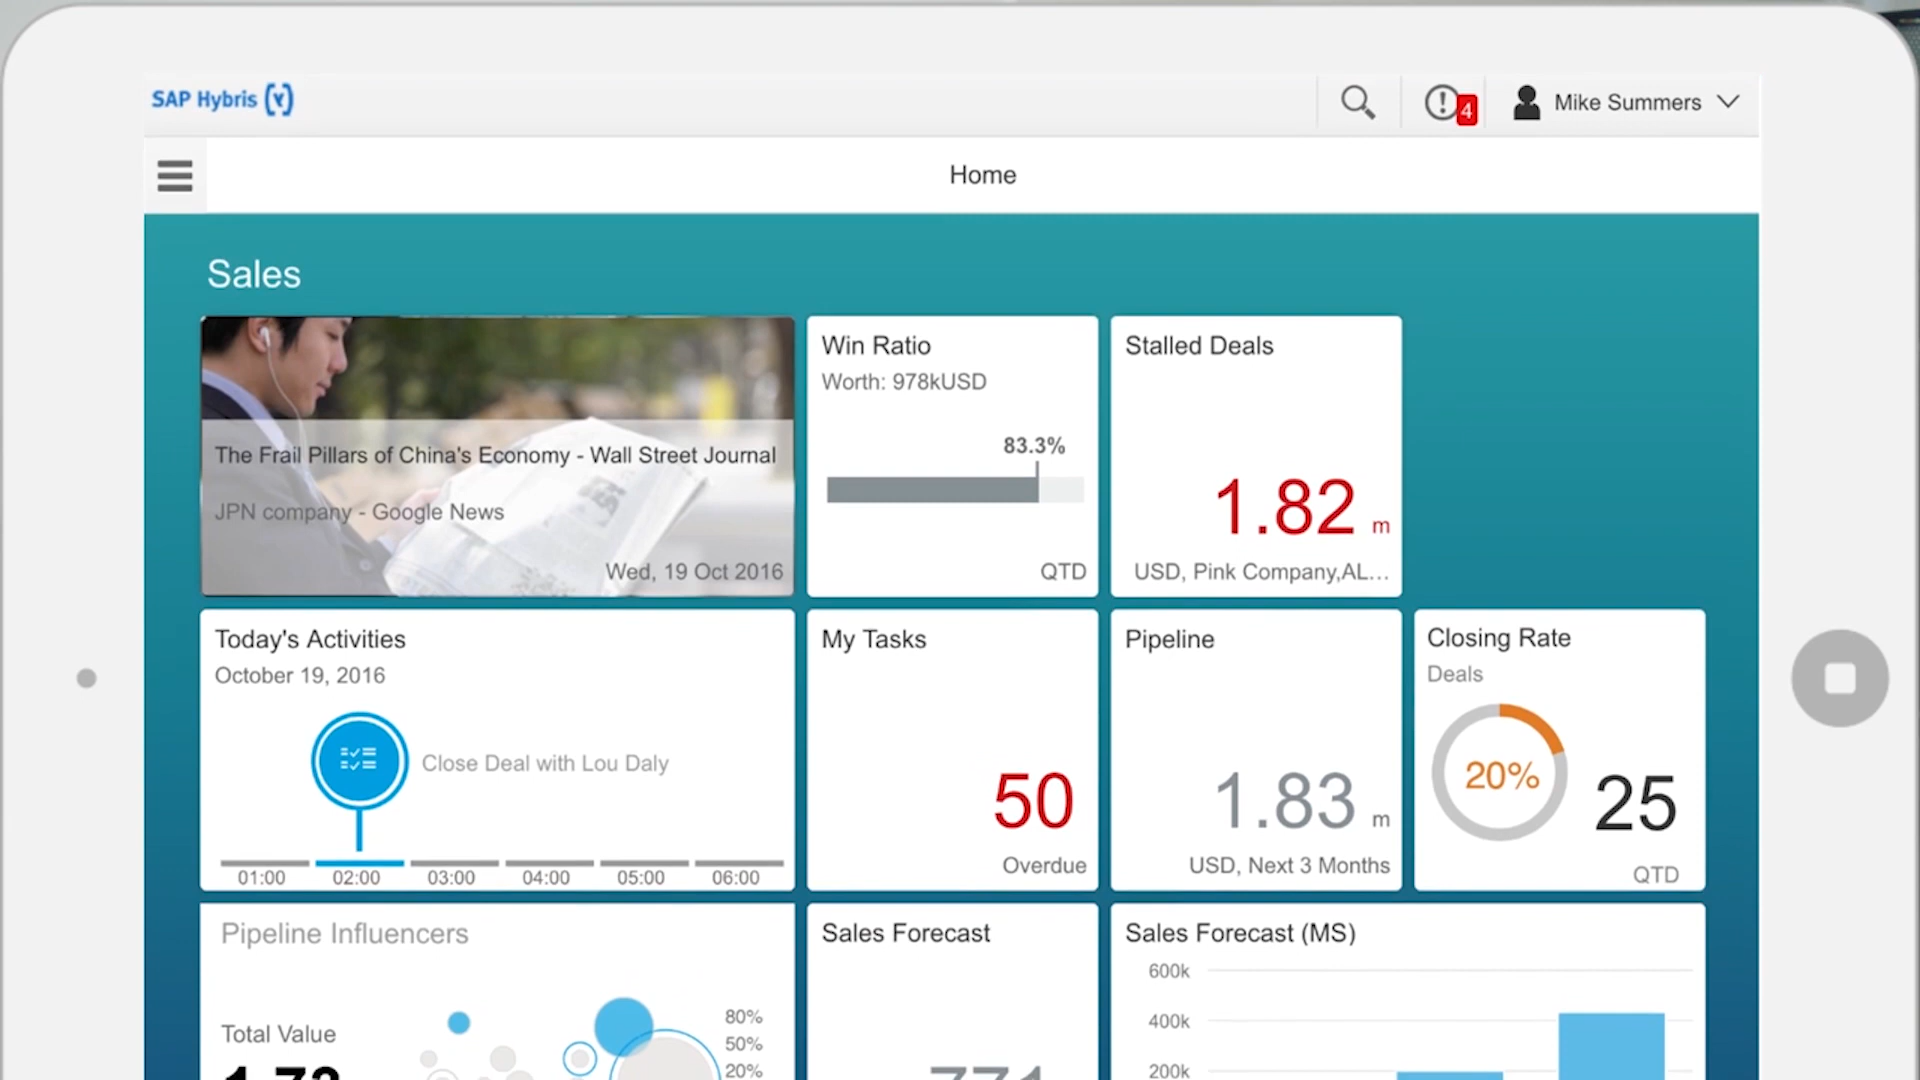 SAP Hybris
4
Mike Summers
Home
Sales
The Frail Pillars of China's Economy - Wall Street Journal
JPN company - Google News
Wed, 19 Oct 2016
Win Ratio
Worth: 978kUSD
83.3%
QTD
Stalled Deals
1.82 m
USD, Pink Company,AL...
Today's Activities
October 19, 2016
Close Deal with Lou Daly
01:00 02:00 03:00 04:00 05:00 06:00
My Tasks
50
Overdue
Pipeline
1.83 m
USD, Next 3 Months
Closing Rate
Deals
20%
25
QTD
Pipeline Influencers
Total Value
80%
50%
20%
Sales Forecast
Sales Forecast (MS)
600k
400k
200k